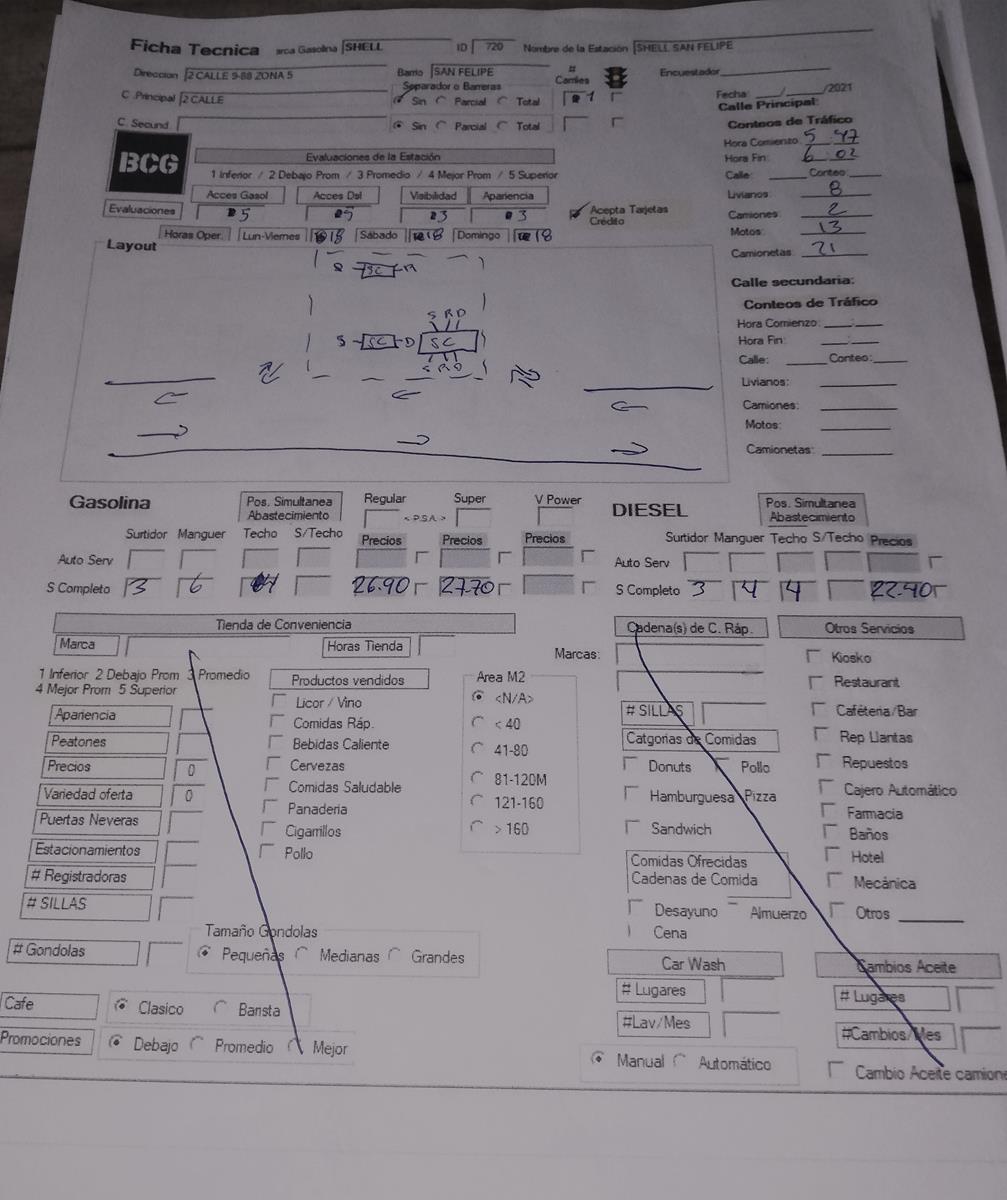 Ficha Tecnica arca Gasolina SHELL ID 720 Nombre de la Estación SHELL SAN FELIPE
Direccion 2 CALLE 9-88 ZONA 5 Barrio SAN FELIPE # Carriles Encuestador
Separador o Barreras
C .Principal 2 CALLE Sin Parcial Total 1
Fecha: / /2021
C. Secund. Sin Parcial Total
Calle Principal:
Conteos de Tráfico
Hora Comienzo: 5:47
Hora Fin: 6:02
Calle: Conteo:
Livianos: 8
Camiones: 2
Motos: 13
Camionetas: 21
BCG
Evaluaciones de la Estación
1 Inferior / 2 Debajo Prom / 3 Promedio / 4 Mejor Prom / 5 Superior
Acces Gasol Acces Dsl Visibilidad Apariencia
Evaluaciones 5 5 3 3 Acepta Tarjetas Crédito
Horas Oper. Lun-Viernes 18 Sábado 18 Domingo 18
Layout
SC
S SC D
S R D
SC
S R D
Calle secundaria:
Conteos de Tráfico
Hora Comienzo: :
Hora Fin: :
Calle: Conteo:
Livianos:
Camiones:
Motos:
Camionetas:
Gasolina
Pos. Simultanea Abastecimiento
Regular <P.S.A> Super V Power
Surtidor Manguer Techo S/Techo Precios Precios Precios
Auto Serv
S Completo 3 6 4 26.90 27.70
DIESEL
Pos. Simultanea Abastecimiento
Surtidor Manguer Techo S/Techo Precios
Auto Serv
S Completo 3 4 4 22.40
Tienda de Conveniencia
Marca Horas Tienda
1 Inferior 2 Debajo Prom 3 Promedio
4 Mejor Prom 5 Superior
Apariencia
Peatones
Precios 0
Variedad oferta 0
Puertas Neveras
Estacionamientos
# Registradoras
# SILLAS
# Gondolas
Productos vendidos
Licor / Vino
Comidas Ráp.
Bebidas Caliente
Cervezas
Comidas Saludable
Panaderia
Cigarrillos
Pollo
Area M2
<N/A>
< 40
41-80
81-120M
121-160
> 160
Tamaño Gondolas
Pequeñas Medianas Grandes
Cafe Clasico Barista
Promociones Debajo Promedio Mejor
Cadena(s) de C. Ráp.
Marcas:
# SILLAS
Catgorias de Comidas
Donuts Pollo
Hamburguesa Pizza
Sandwich
Comidas Ofrecidas
Cadenas de Comida
Desayuno Almuerzo
Cena
Car Wash
# Lugares
#Lav/Mes
Manual Automático
Otros Servicios
Kiosko
Restaurant
Caféteria/Bar
Rep Llantas
Repuestos
Cajero Automático
Farmacia
Baños
Hotel
Mecánica
Otros
Cambios Aceite
# Lugares
#Cambios/Mes
Cambio Aceite camione